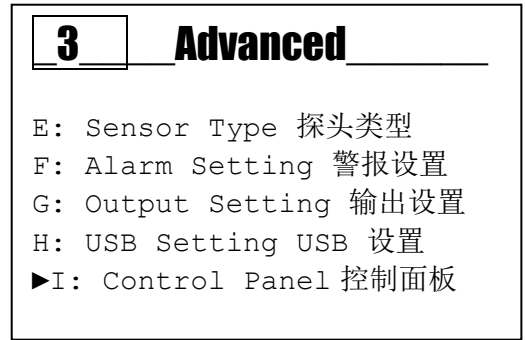 3 Advanced
E: Sensor Type 探头类型
F: Alarm Setting 警报设置
G: Output Setting 输出设置
H: USB Setting USB 设置
►I: Control Panel 控制面板